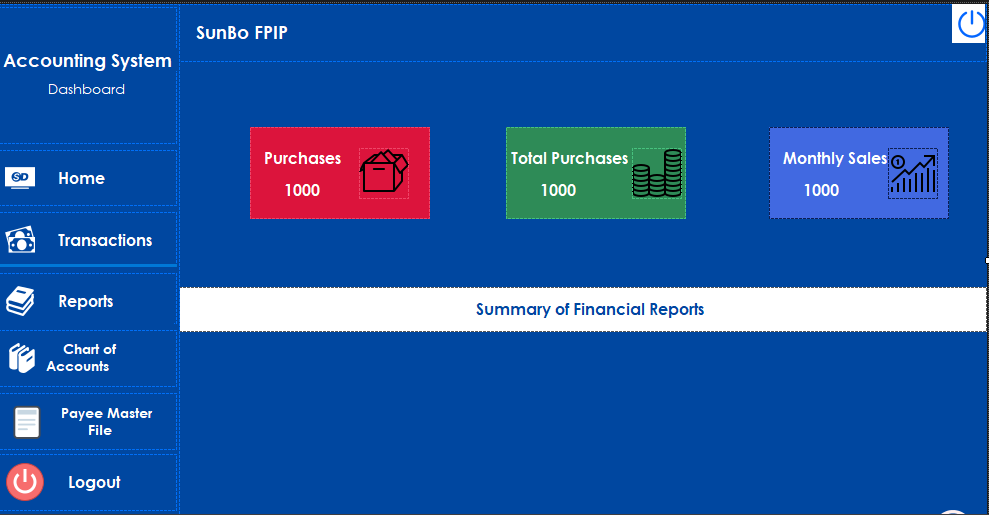 SunBo FPIP
Accounting System
Dashboard
Home
Transactions
Reports
Chart of
Accounts
Payee Master
File
Logout
Purchases
1000
Total Purchases
1000
Monthly Sales
1000
1
Summary of Financial Reports